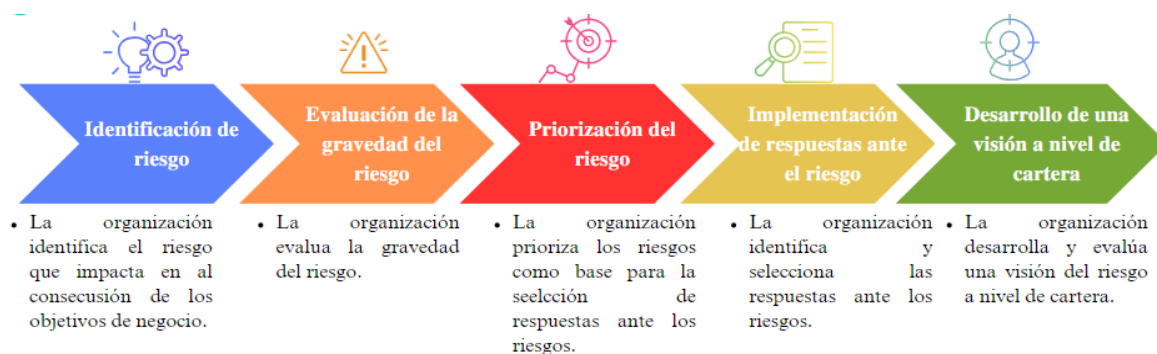 Identificación de
riesgo
Evaluación de la
gravedad del
riesgo
Priorización del
riesgo
Implementación
de respuestas ante
el riesgo
Desarrollo de una
visión a nivel de
cartera
• La organización
identifica el riesgo
que impacta en al
consecusión de los
objetivos de negocio.
• La organización
evalua la gravedad
del riesgo.
• La organización
prioriza los riesgos
como base para la
seelcción de
respuestas ante los
riesgos.
• La organización
identifica y
selecciona las
respuestas ante los
riesgos.
• La organización
desarrolla y evalúa
una visión del riesgo
a nivel de cartera.